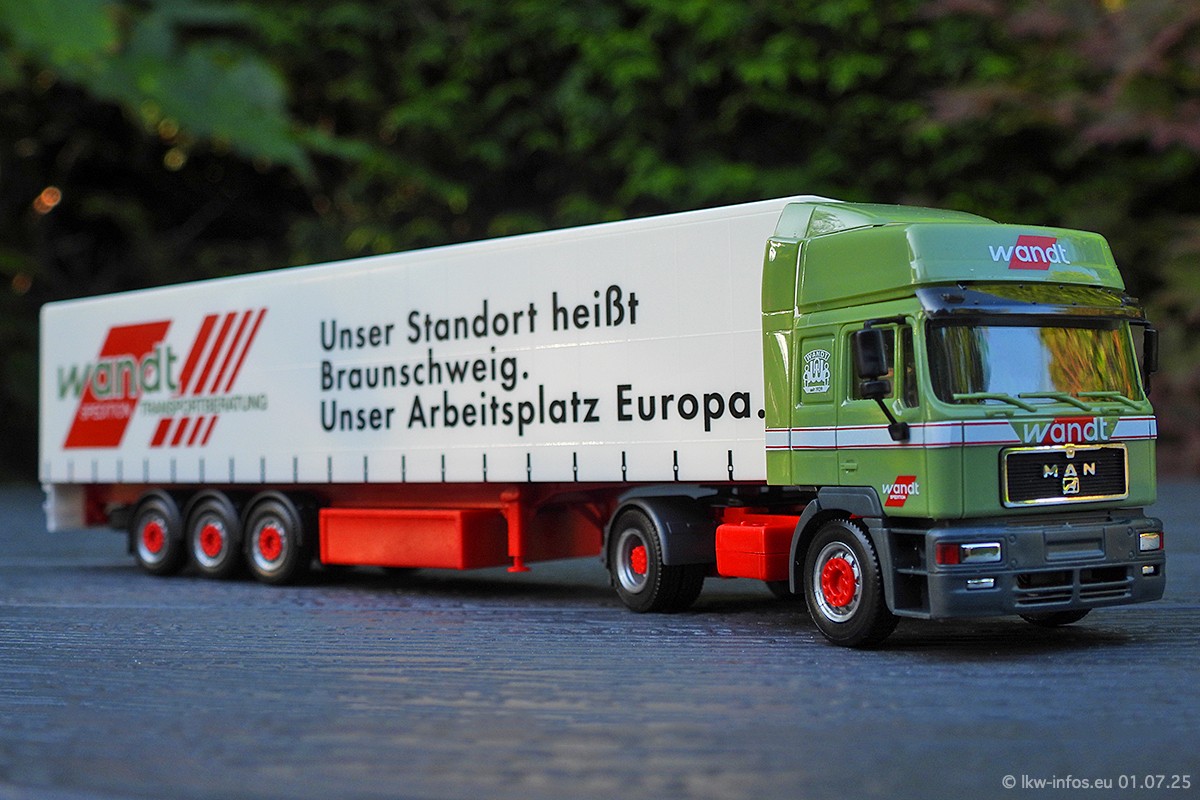 wandt
SPEDITION
TRANSPORTBERATUNG
Unser Standort heißt
Braunschweig.
Unser Arbeitsplatz Europa.
wandt
WANDT
wandt
wandt
MAN
© lkw-infos.eu 01.07.25